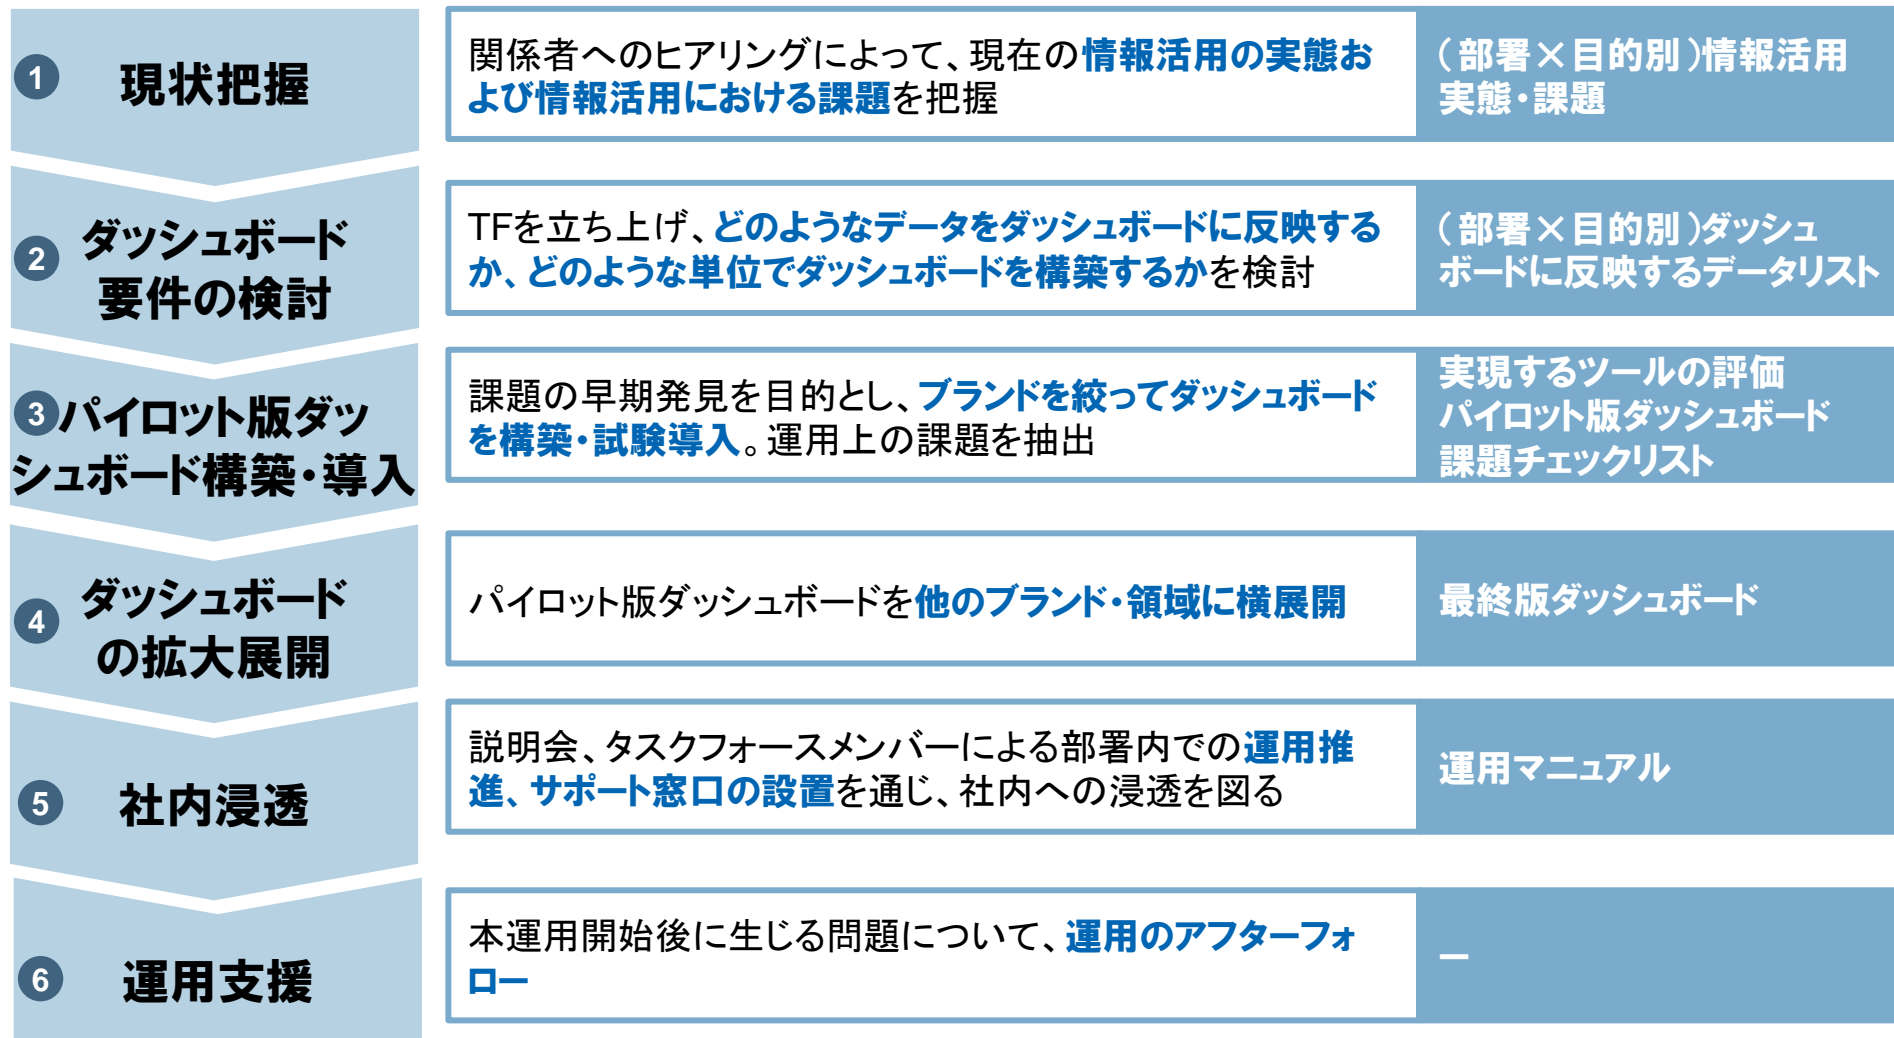 1
現状把握
関係者へのヒアリングによって、現在の情報活用の実態お
よび情報活用における課題を把握
（部署×目的別）情報活用
実態・課題
2
ダッシュボード
要件の検討
TFを立ち上げ、どのようなデータをダッシュボードに反映する
か、どのような単位でダッシュボードを構築するかを検討
（部署×目的別）ダッシュ
ボードに反映するデータリスト
3
パイロット版ダッ
シュボード構築・導入
課題の早期発見を目的とし、ブランドを絞ってダッシュボード
を構築・試験導入。運用上の課題を抽出
実現するツールの評価
パイロット版ダッシュボード
課題チェックリスト
4
ダッシュボード
の拡大展開
パイロット版ダッシュボードを他のブランド・領域に横展開
最終版ダッシュボード
5
社内浸透
説明会、タスクフォースメンバーによる部署内での運用推
進、サポート窓口の設置を通じ、社内への浸透を図る
運用マニュアル
6
運用支援
本運用開始後に生じる問題について、運用のアフターフォ
ロー
ー